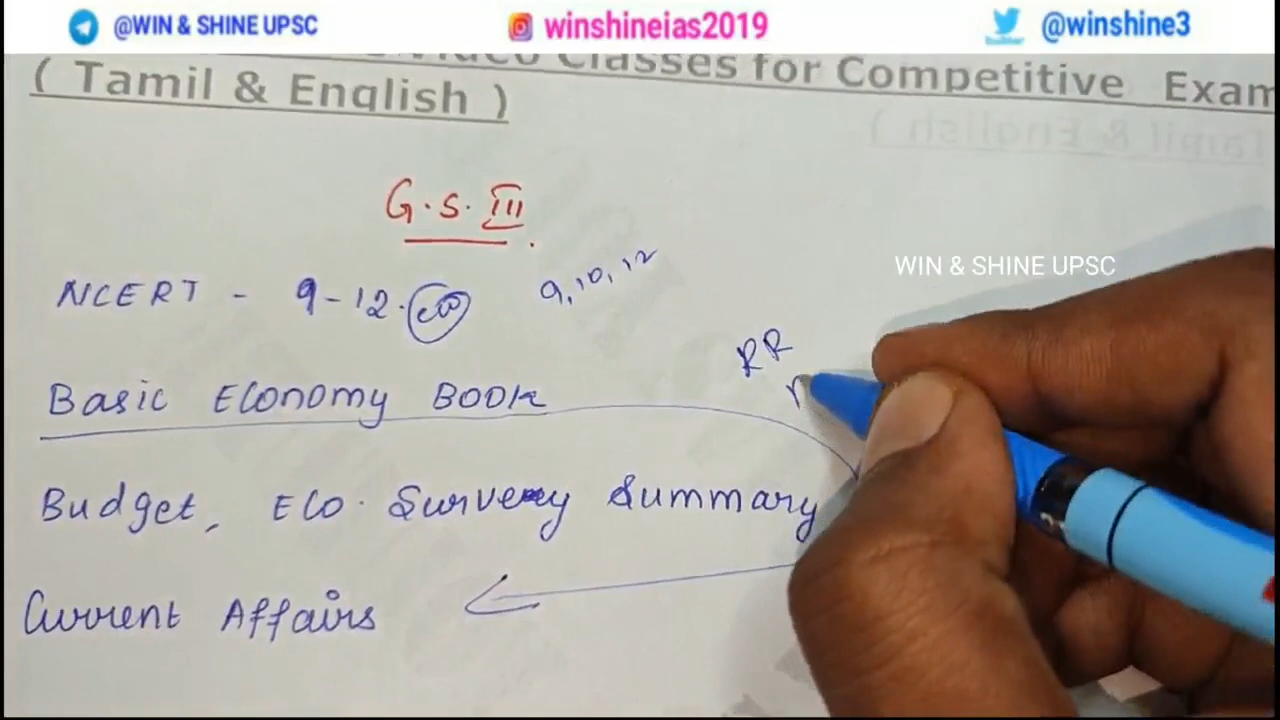 @WIN & SHINE UPSC winshineias2019 @winshine3
Classes for Competitive Exam
( Tamil & English )
G.S. III.
NCERT - 9-12. eco 9, 10, 12
WIN & SHINE UPSC
RR
Basic Economy BOOK
Budget, Eco. Survey Summary
Current Affairs